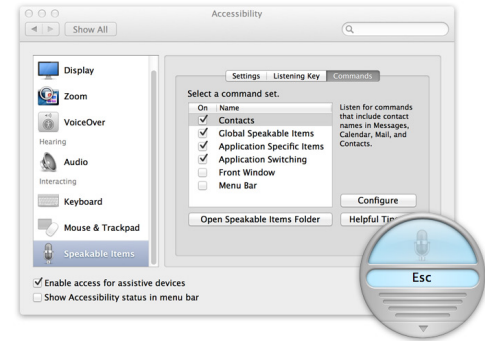 Accessibility
Show All
Display
Zoom
VoiceOver
Hearing
Audio
Interacting
Keyboard
Mouse & Trackpad
Speakable Items
Settings
Listening Key
Commands
Select a command set.
On Name
Contacts
Global Speakable Items
Application Specific Items
Application Switching
Front Window
Menu Bar
Listen for commands
that include contact
names in Messages,
Calendar, Mail, and
Contacts.
Configure
Open Speakable Items Folder
Helpful
Esc
Enable access for assistive devices
Show Accessibility status in menu bar